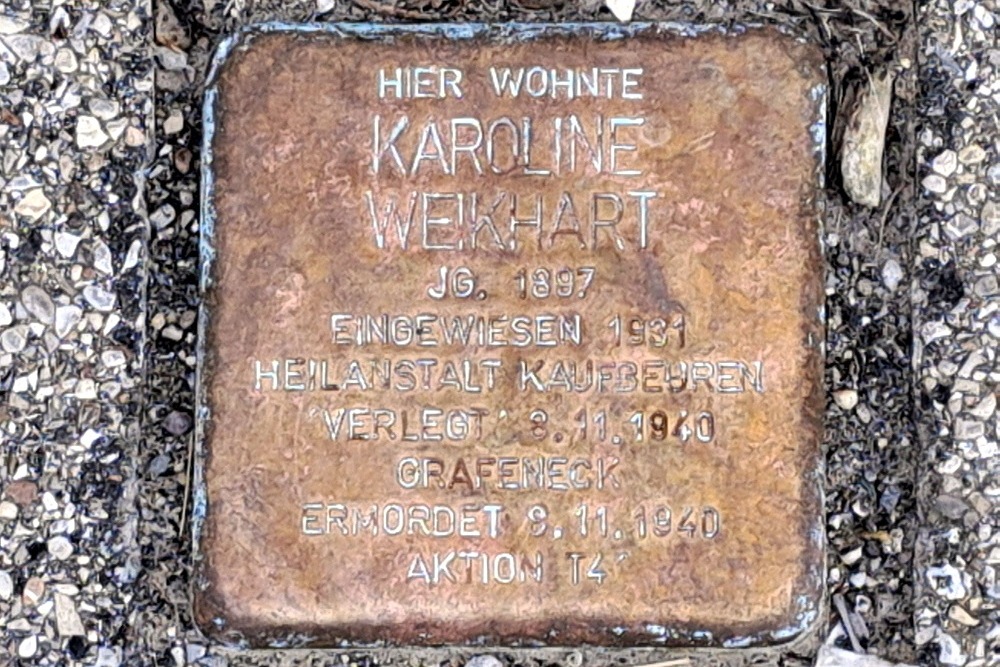 HIER WOHNTE
KAROLINE
WEIKHART
JG. 1897
EINGEWIESEN 1931
HEILANSTALT KAUFBEUREN
'VERLEGT' 8.11.1940
GRAFENECK
ERMORDET 8.11.1940
'AKTION T4'